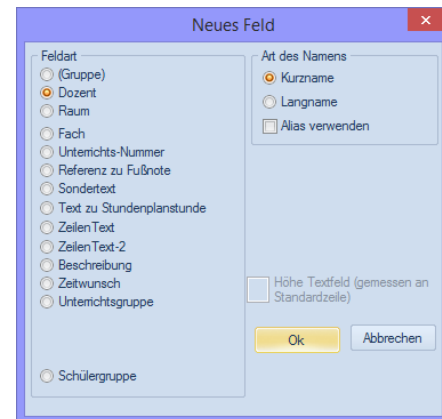 Neues Feld
Feldart
(Gruppe)
Dozent
Raum
Fach
Unterrichts-Nummer
Referenz zu Fußnote
Sondertext
Text zu Stundenplanstunde
ZeilenText
ZeilenText-2
Beschreibung
Zeitwunsch
Unterrichtsgruppe
Schülergruppe
Art des Namens
Kurzname
Langname
Alias verwenden
Höhe Textfeld (gemessen an
Standardzeile)
Ok
Abbrechen